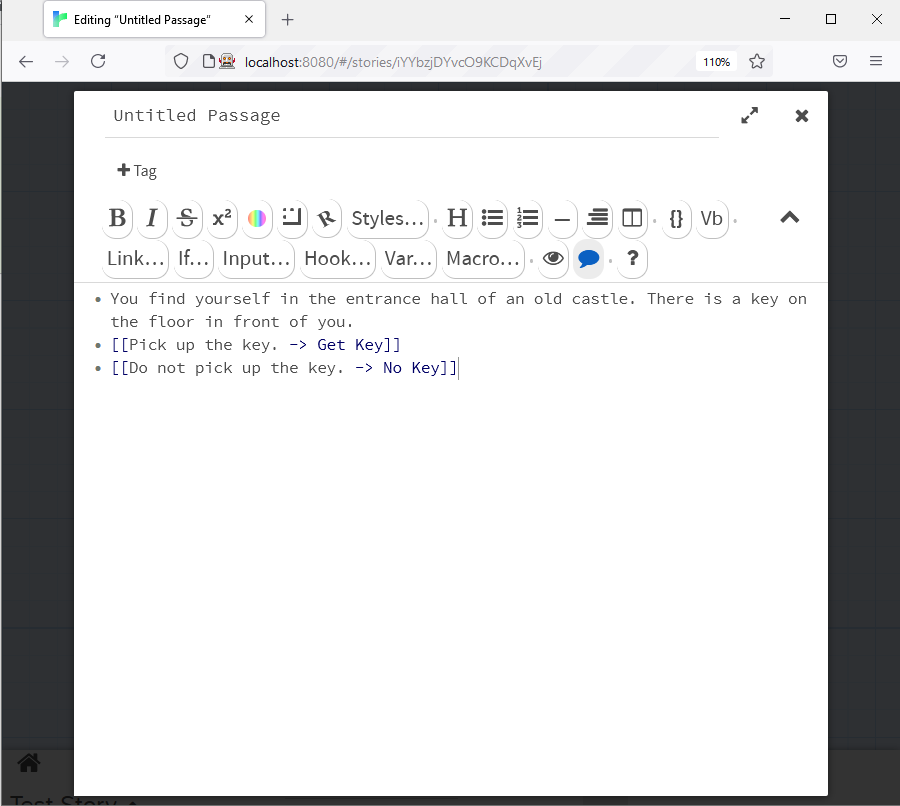 Editing “Untitled Passage”
localhost:8080/#/stories/iYYbzjDYvcO9KCDqXvEj
110%
Untitled Passage
Tag
B I S x² Styles… H {} Vb
Link… If… Input… Hook… Var… Macro… ?
• You find yourself in the entrance hall of an old castle. There is a key on
the floor in front of you.
• [[Pick up the key. -> Get Key]]
• [[Do not pick up the key. -> No Key]]
Test Story